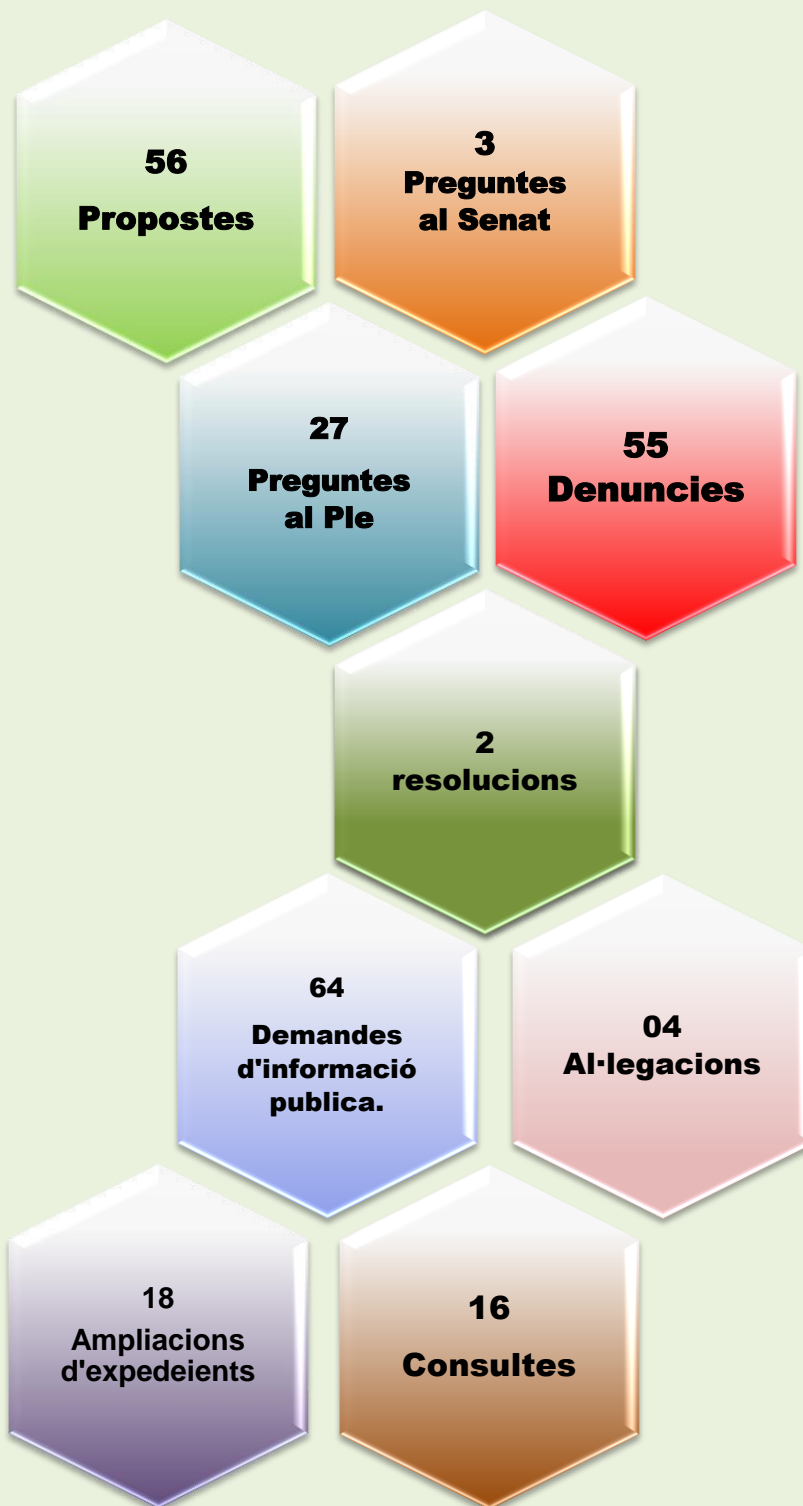 56
Propostes
3
Preguntes
al Senat
27
Preguntes
al Ple
55
Denuncies
2
resolucions
64
Demandes
d'informació
publica.
04
Al·legacions
18
Ampliacions
d'expedeients
16
Consultes